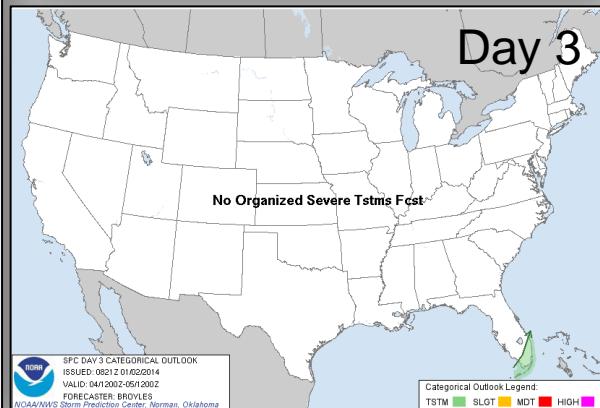 Day 3
No Organized Severe Tstms Fcst
NOAA
SPC DAY 3 CATEGORICAL OUTLOOK
ISSUED: 0821Z 01/02/2014
VALID: 04/1200Z-05/1200Z
FORECASTER: BROYLES
NOAA/NWS Storm Prediction Center, Norman, Oklahoma
Categorical Outlook Legend:
TSTM SLGT MDT HIGH